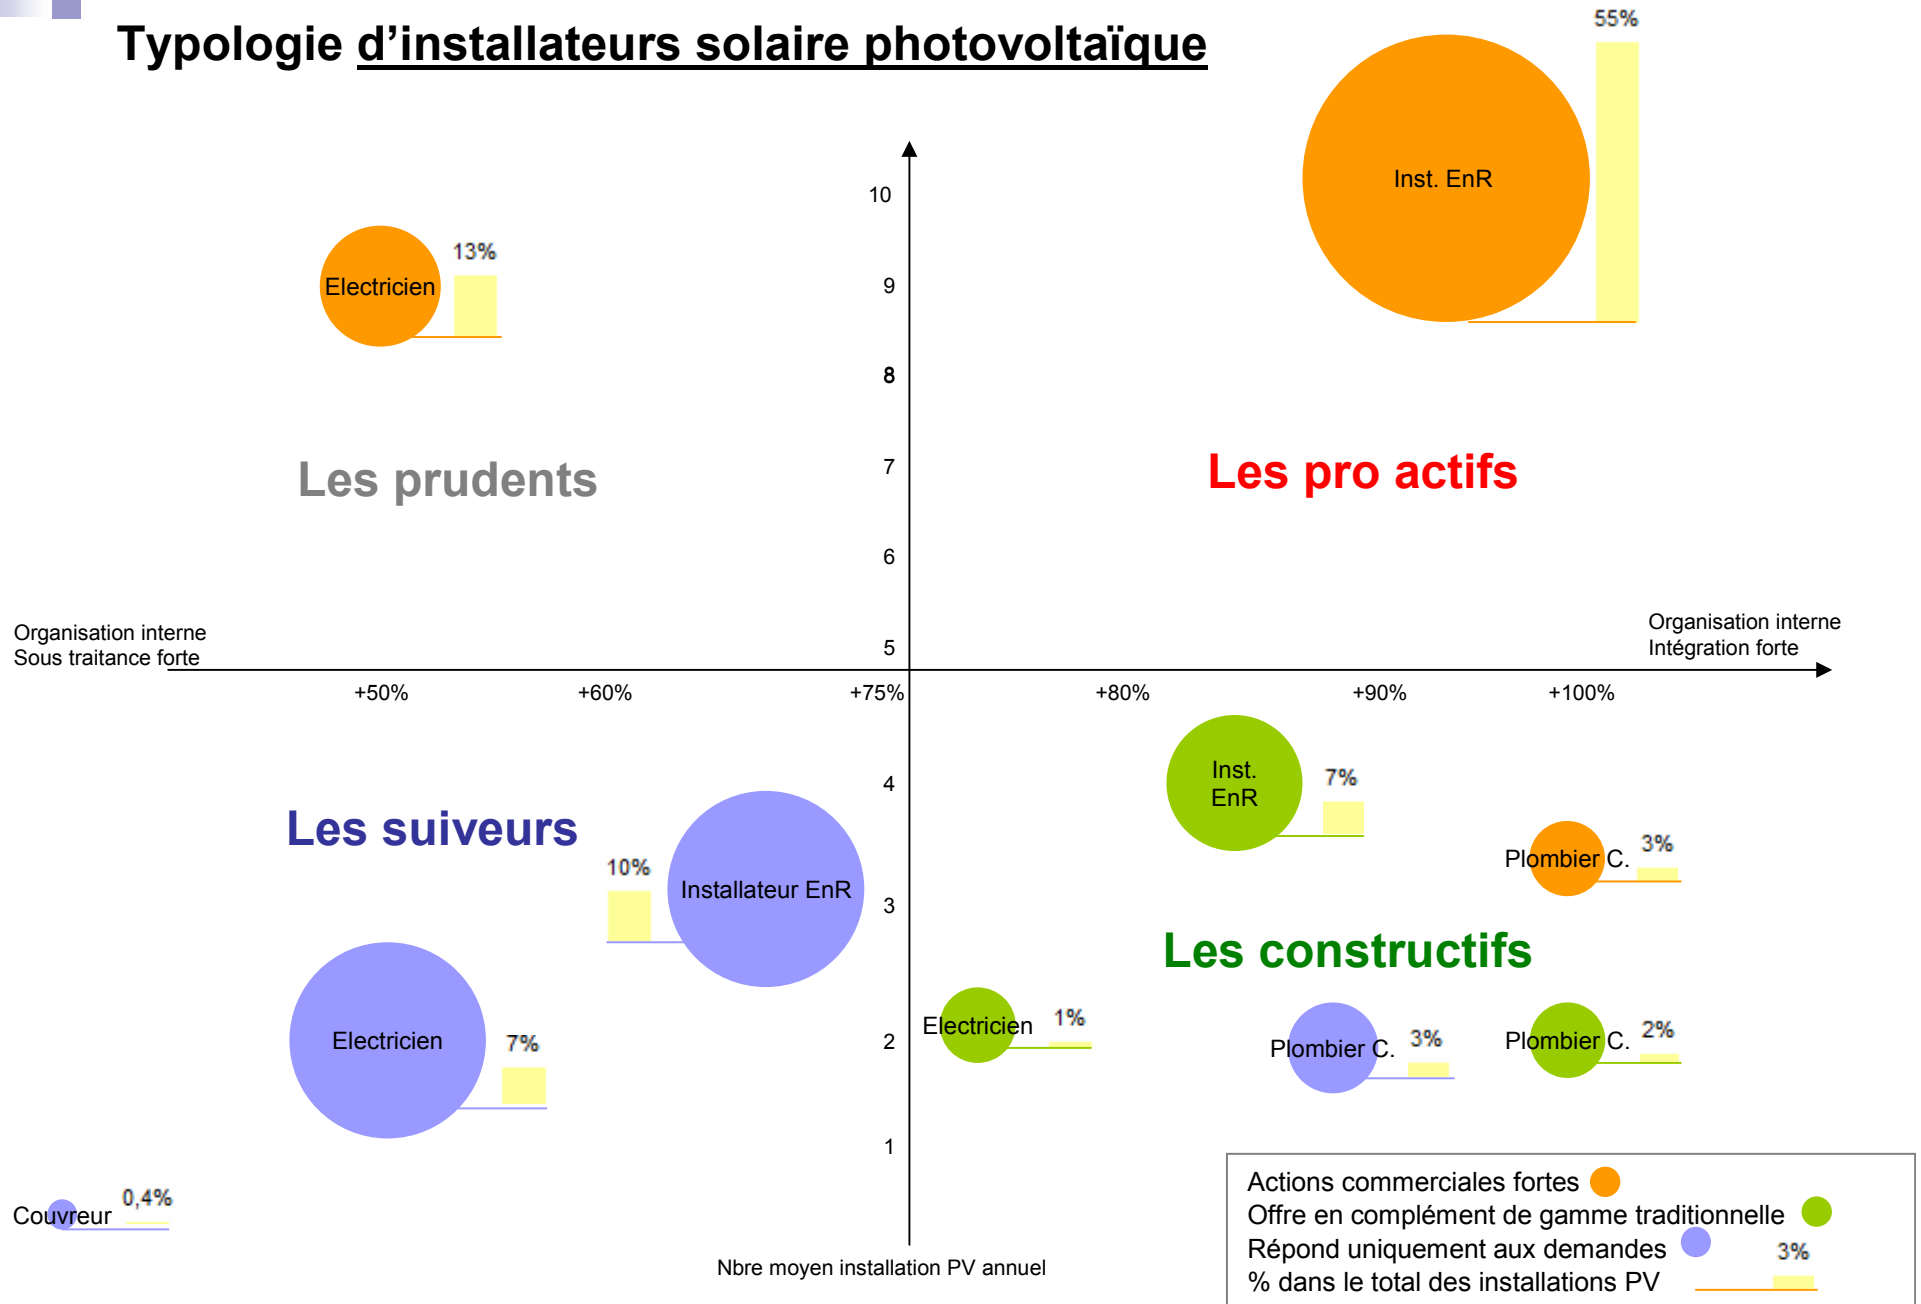 Typologie d'installateurs solaire photovoltaïque
55%
Inst. EnR
10
13%
Electricien
9
8
Les prudents
7
Les pro actifs
6
Organisation interne
Sous traitance forte
5
Organisation interne
Intégration forte
+50%
+60%
+75%
+80%
+90%
+100%
Inst.
EnR
7%
4
Les suiveurs
10%
Installateur EnR
3
Plombier C.
3%
Les constructifs
Electricien
7%
2
Electricien
1%
Plombier C.
3%
Plombier C.
2%
1
Couvreur
0,4%
Nbre moyen installation PV annuel
Actions commerciales fortes
Offre en complément de gamme traditionnelle
Répond uniquement aux demandes
3%
% dans le total des installations PV